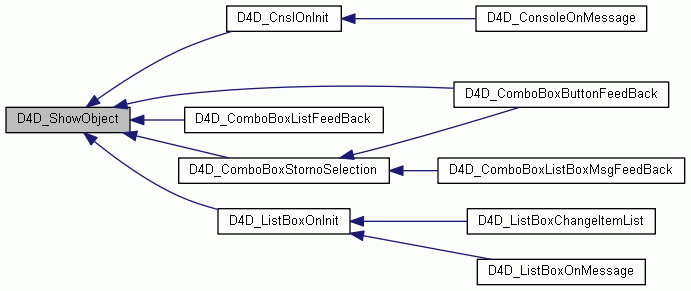 D4D_CnslOnInit
D4D_ConsoleOnMessage
D4D_ComboBoxButtonFeedBack
D4D_ShowObject
D4D_ComboBoxListFeedBack
D4D_ComboBoxStornoSelection
D4D_ComboBoxListBoxMsgFeedBack
D4D_ListBoxOnInit
D4D_ListBoxChangeItemList
D4D_ListBoxOnMessage